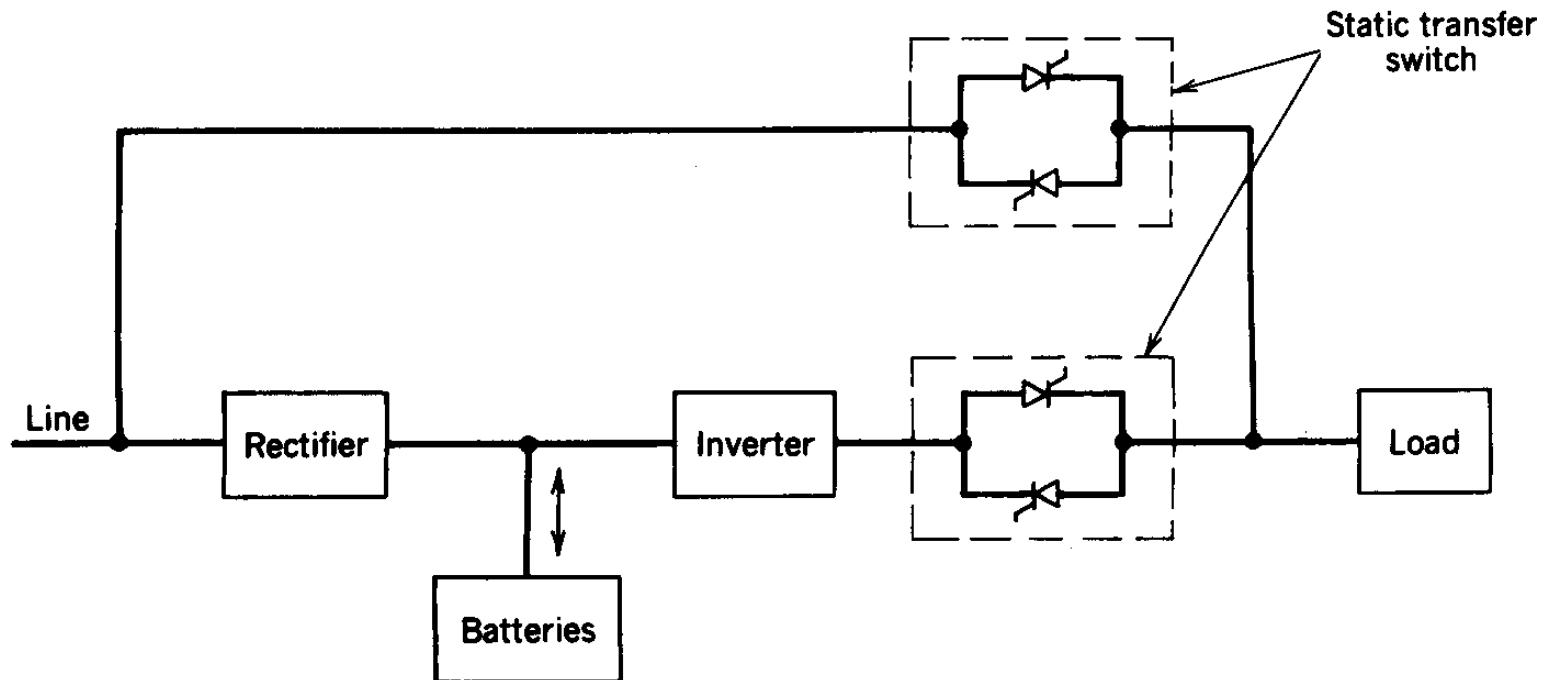 Static transfer
switch
Line
Rectifier
Inverter
Load
Batteries